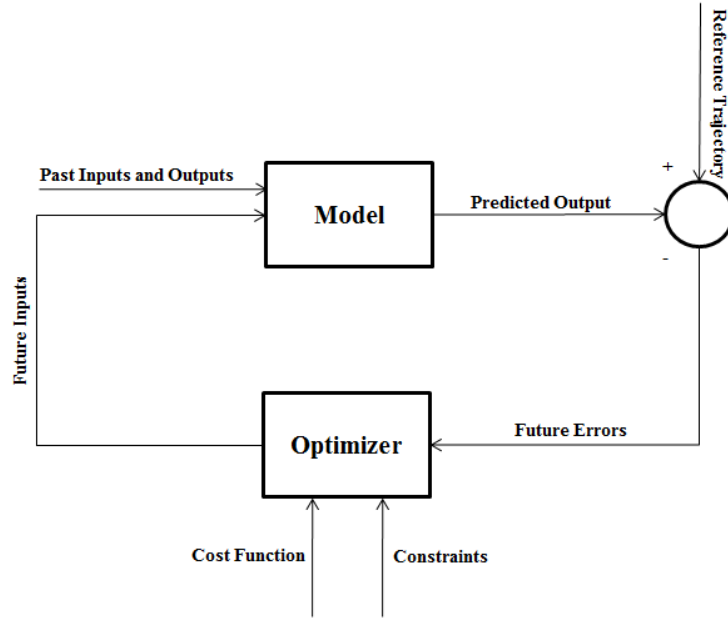 Reference Trajectory
+
Past Inputs and Outputs
Model
Predicted Output
-
Future Inputs
Optimizer
Future Errors
Cost Function
Constraints